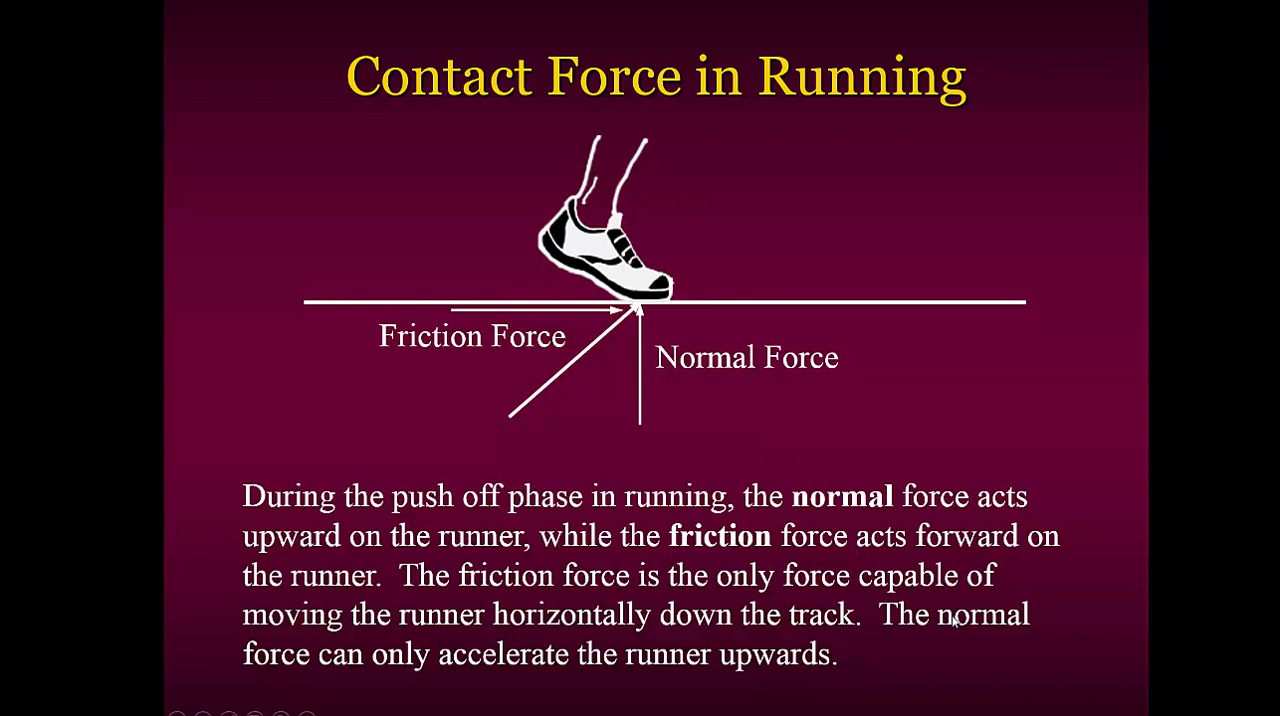 Contact Force in Running
Friction Force
Normal Force
During the push off phase in running, the normal force acts
upward on the runner, while the friction force acts forward on
the runner.  The friction force is the only force capable of
moving the runner horizontally down the track.  The normal
force can only accelerate the runner upwards.